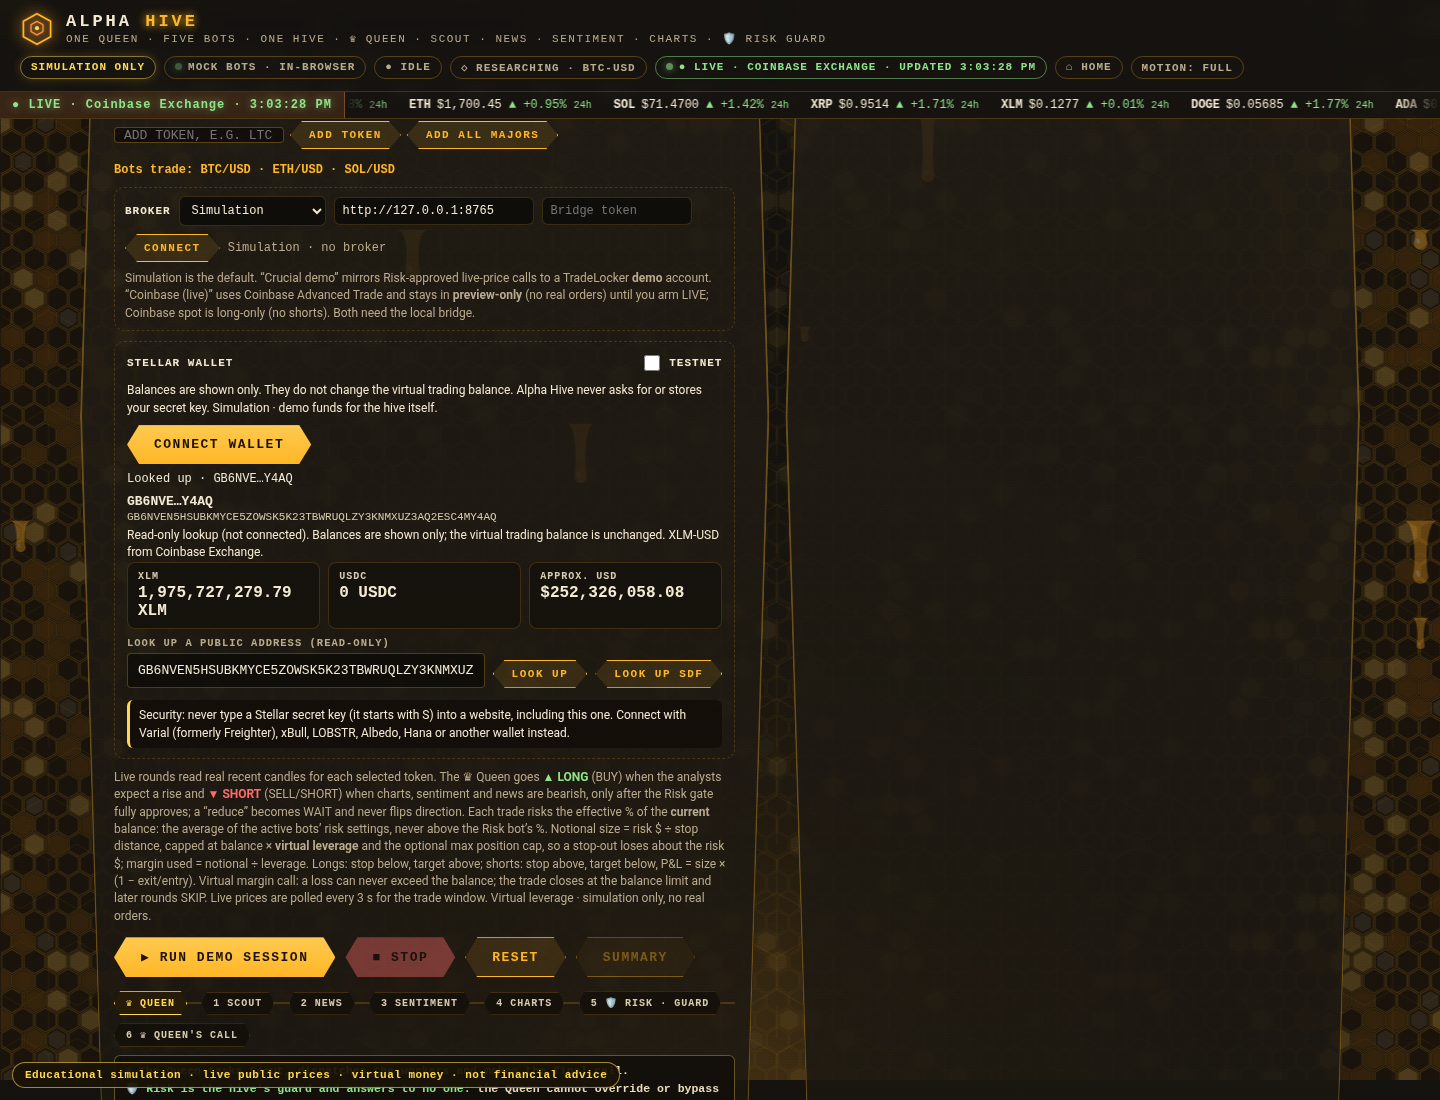 ALPHA HIVE
ONE QUEEN · FIVE BOTS · ONE HIVE · ♛ QUEEN · SCOUT · NEWS · SENTIMENT · CHARTS · 🛡️ RISK GUARD
SIMULATION ONLY
MOCK BOTS · IN-BROWSER
● IDLE
◇ RESEARCHING · BTC-USD
● LIVE · COINBASE EXCHANGE · UPDATED 3:03:28 PM
⌂ HOME
MOTION: FULL
● LIVE · Coinbase Exchange · 3:03:28 PM
24h ETH $1,700.45 ▲ +0.95% 24h SOL $71.4700 ▲ +1.42% 24h XRP $0.9514 ▲ +1.71% 24h XLM $0.1277 ▲ +0.01% 24h DOGE $0.05685 ▲ +1.77% 24h ADA
ADD TOKEN, E.G. LTC
ADD TOKEN
ADD ALL MAJORS
Bots trade: BTC/USD · ETH/USD · SOL/USD
BROKER Simulation http://127.0.0.1:8765 Bridge token
CONNECT Simulation · no broker
Simulation is the default. “Crucial demo” mirrors Risk-approved live-price calls to a TradeLocker demo account.
“Coinbase (live)” uses Coinbase Advanced Trade and stays in preview-only (no real orders) until you arm LIVE;
Coinbase spot is long-only (no shorts). Both need the local bridge.
STELLAR WALLET
TESTNET
Balances are shown only. They do not change the virtual trading balance. Alpha Hive never asks for or stores
your secret key. Simulation · demo funds for the hive itself.
CONNECT WALLET
Looked up · GB6NVE…Y4AQ
GB6NVE…Y4AQ
GB6NVEN5HSUBKMYCE5ZOWSK5K23TBWRUQLZY3KNMXUZ3AQ2ESC4MY4AQ
Read-only lookup (not connected). Balances are shown only; the virtual trading balance is unchanged. XLM-USD
from Coinbase Exchange.
XLM
1,975,727,279.79
XLM
USDC
0 USDC
APPROX. USD
$252,326,058.08
LOOK UP A PUBLIC ADDRESS (READ-ONLY)
GB6NVEN5HSUBKMYCE5ZOWSK5K23TBWRUQLZY3KNMXUZ
LOOK UP
LOOK UP SDF
Security: never type a Stellar secret key (it starts with S) into a website, including this one. Connect with
Varial (formerly Freighter), xBull, LOBSTR, Albedo, Hana or another wallet instead.
Live rounds read real recent candles for each selected token. The ♛ Queen goes ▲ LONG (BUY) when the analysts
expect a rise and ▼ SHORT (SELL/SHORT) when charts, sentiment and news are bearish, only after the Risk gate
fully approves; a “reduce” becomes WAIT and never flips direction. Each trade risks the effective % of the current
balance: the average of the active bots’ risk settings, never above the Risk bot’s %. Notional size = risk $ ÷ stop
distance, capped at balance × virtual leverage and the optional max position cap, so a stop-out loses about the risk
$; margin used = notional ÷ leverage. Longs: stop below, target above; shorts: stop above, target below, P&L = size ×
(1 − exit/entry). Virtual margin call: a loss can never exceed the balance; the trade closes at the balance limit and
later rounds SKIP. Live prices are polled every 3 s for the trade window. Virtual leverage · simulation only, no real
orders.
▶ RUN DEMO SESSION
■ STOP
RESET
SUMMARY
♛ QUEEN
1 SCOUT
2 NEWS
3 SENTIMENT
4 CHARTS
5 🛡️ RISK · GUARD
6 ♛ QUEEN'S CALL
Educational simulation · live public prices · virtual money · not financial advice
🛡️ Risk is the hive's guard and answers to no one: the Queen cannot override or bypass